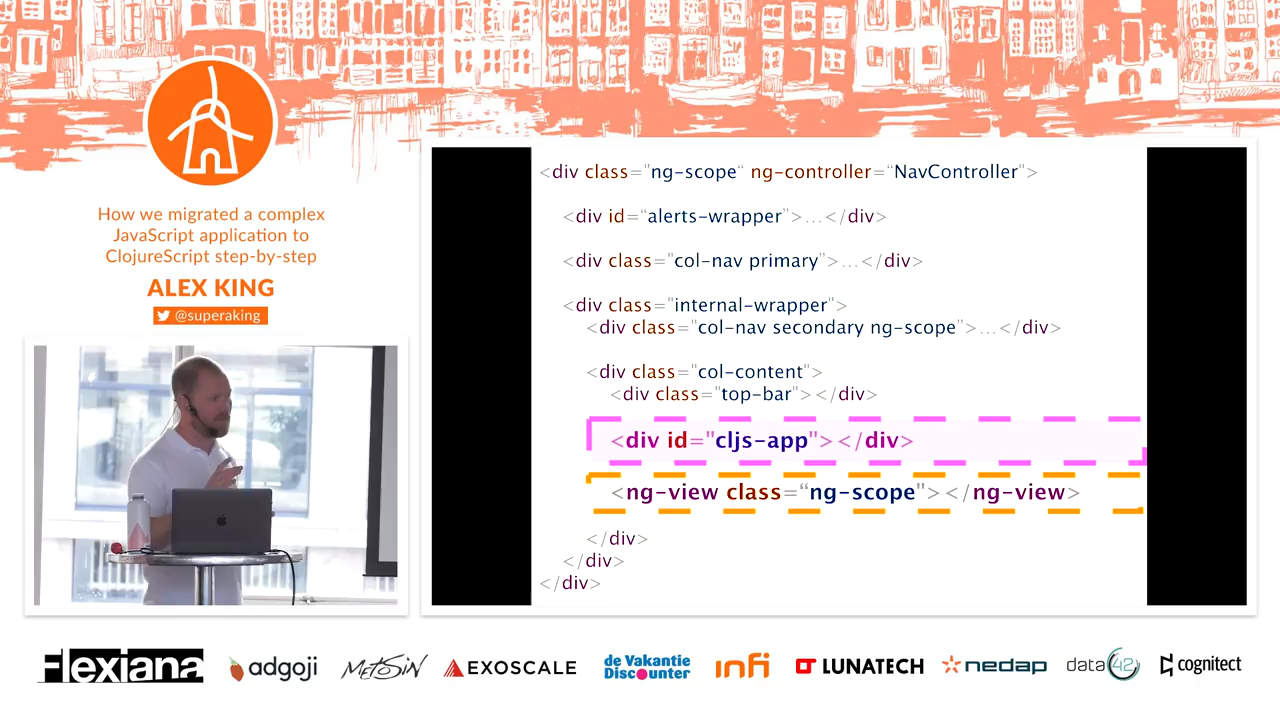 How we migrated a complex
JavaScript application to
ClojureScript step-by-step
ALEX KING
@superaking
<div class="ng-scope“ ng-controller=“NavController">
<div id=“alerts-wrapper”>...</div>
<div class="col-nav primary”>...</div>
<div class="internal-wrapper">
<div class="col-nav secondary ng-scope”>...</div>
<div class="col-content">
<div class="top-bar"></div>
<div id="cljs-app"></div>
<ng-view class=“ng-scope"></ng-view>
</div>
</div>
</div>
Flexiana
adgoji
METOSIN
EXOSCALE
de Vakantie
Discounter
infi
LUNATECH
nedap
data42
cognitect